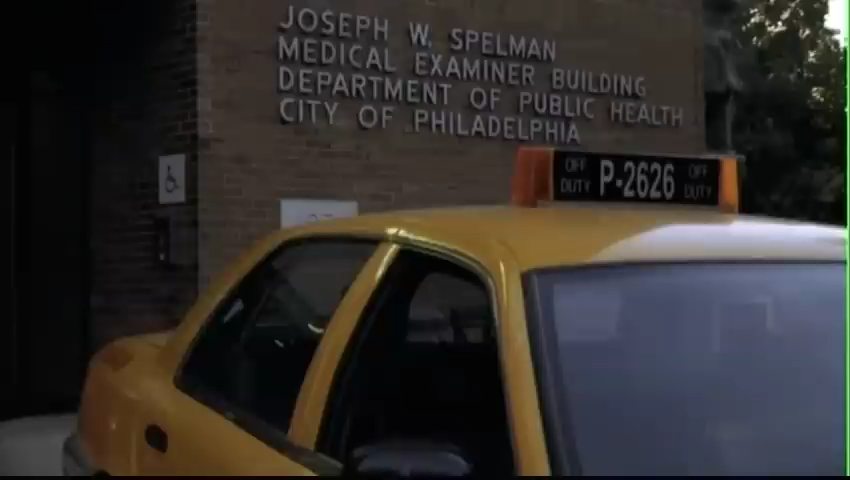 JOSEPH W. SPELMAN
MEDICAL EXAMINER BUILDING
DEPARTMENT OF PUBLIC HEALTH
CITY OF PHILADELPHIA
OFF DUTY P-2626 OFF DUTY